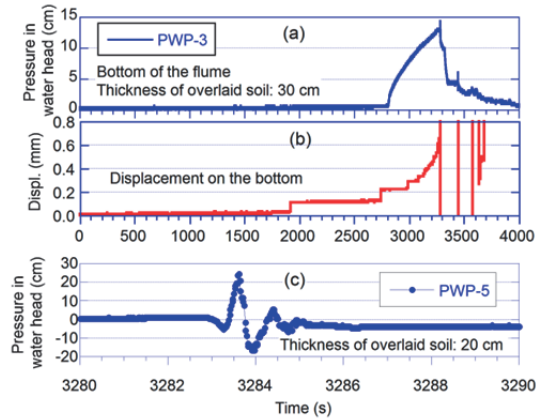 Pressure in
water head (cm)
15
10
5
0
PWP-3
(a)
Bottom of the flume
Thickness of overlaid soil: 30 cm
Displ. (mm)
0.8
0.6
0.4
0.2
0.0
(b)
Displacement on the bottom
0 500 1000 1500 2000 2500 3000 3500 4000
Pressure in
water head (cm)
30
20
10
0
-10
-20
(c)
PWP-5
Thickness of overlaid soil: 20 cm
3280 3282 3284 3286 3288 3290
Time (s)